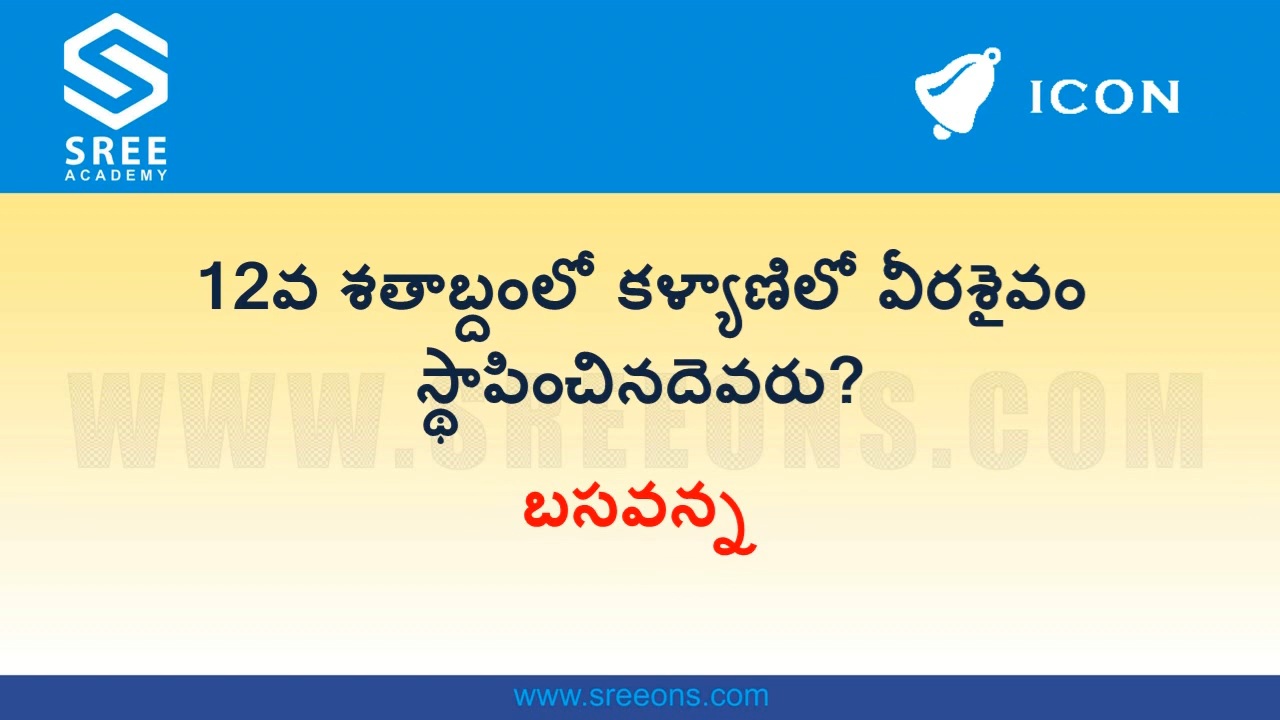 SREE
ACADEMY
ICON
12వ శతాబ్దంలో కళ్యాణిలో వీరశైవం
స్థాపించినదెవరు?
WWW.SREEONS.COM
బసవన్న
www.sreeons.com